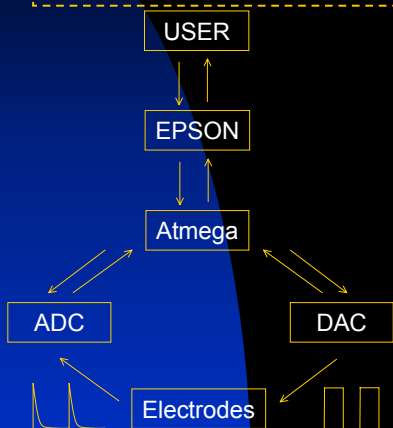 USER
EPSON
Atmega
ADC
DAC
Electrodes